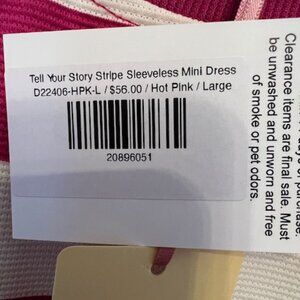 Tell Your Story Stripe Sleeveless Mini Dress
D22406-HPK-L / $56.00 / Hot Pink / Large
20896051
purchase.
Clearance items are final sale. Must
be unwashed and unworn and free
of smoke or pet odors.